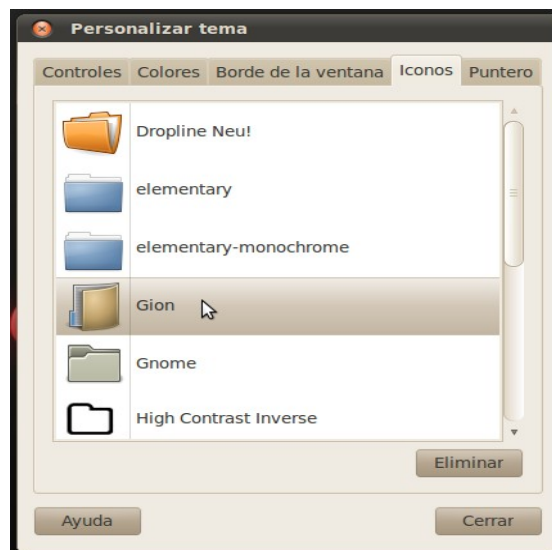 Personalizar tema
Controles Colores Borde de la ventana Iconos Puntero
Dropline Neu!
elementary
elementary-monochrome
Gion
Gnome
High Contrast Inverse
Eliminar
Ayuda Cerrar